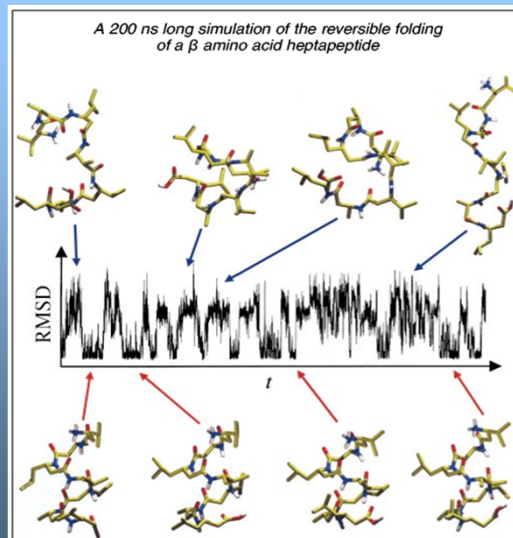 A 200 ns long simulation of the reversible folding
of a β amino acid heptapeptide
RMSD
t